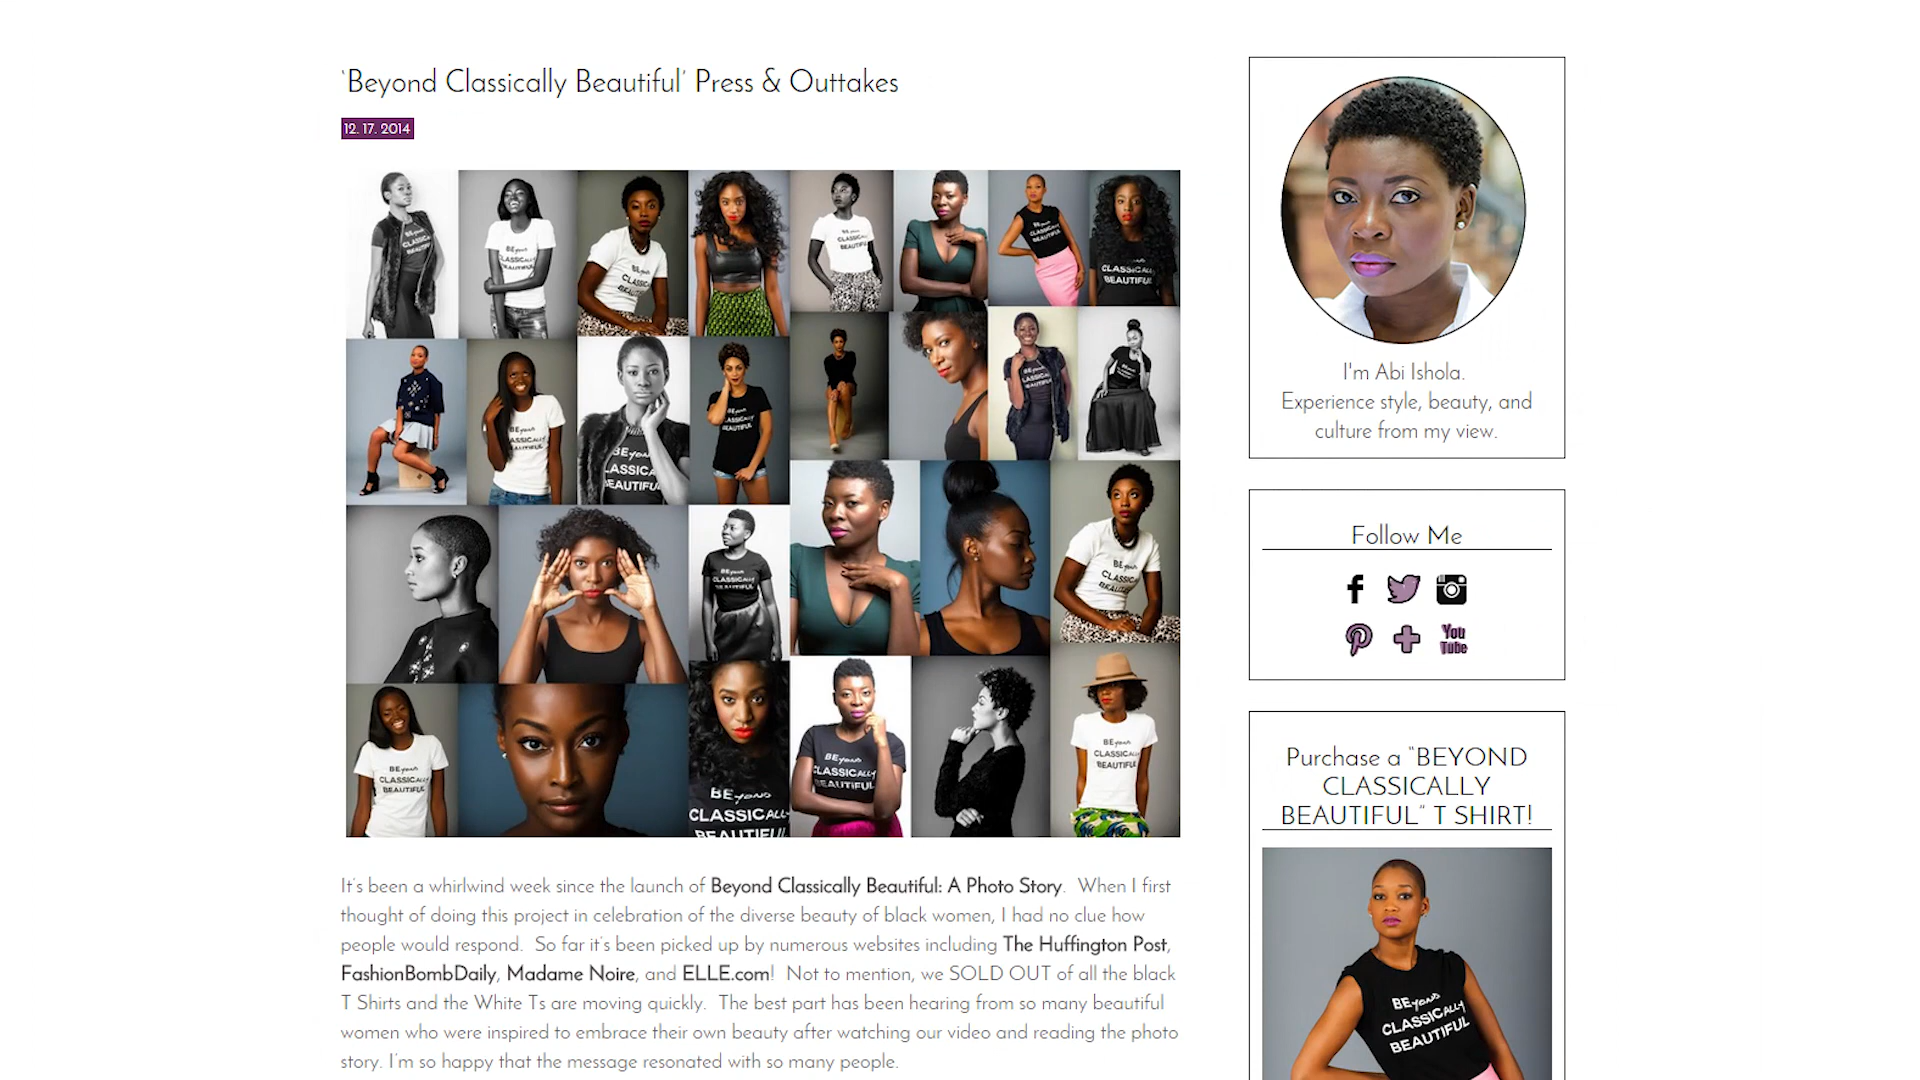 ‘Beyond Classically Beautiful’ Press & Outtakes
12. 17. 2014
It’s been a whirlwind week since the launch of Beyond Classically Beautiful: A Photo Story. When I first
thought of doing this project in celebration of the diverse beauty of black women, I had no clue how
people would respond. So far it’s been picked up by numerous websites including The Huffington Post,
FashionBombDaily, Madame Noire, and ELLE.com! Not to mention, we SOLD OUT of all the black
T Shirts and the White Ts are moving quickly. The best part has been hearing from so many beautiful
women who were inspired to embrace their own beauty after watching our video and reading the photo
story. I’m so happy that the message resonated with so many people.
I'm Abi Ishola.
Experience style, beauty, and
culture from my view.
Follow Me
You
Tube
Purchase a “BEYOND
CLASSICALLY
BEAUTIFUL” T SHIRT!
BEyond
CLASSICALLY
BEAUTIFUL